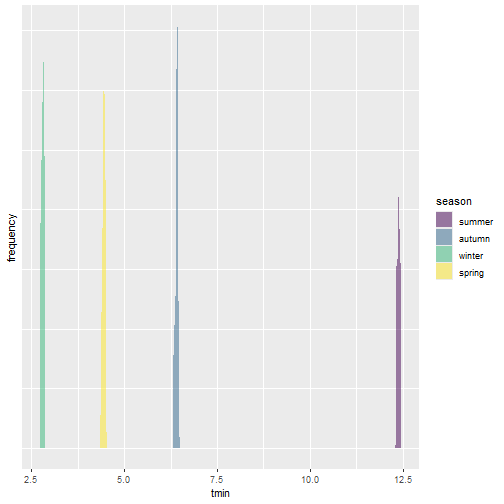 frequency
2.5 5.0 7.5 10.0 12.5
tmin
season
summer
autumn
winter
spring